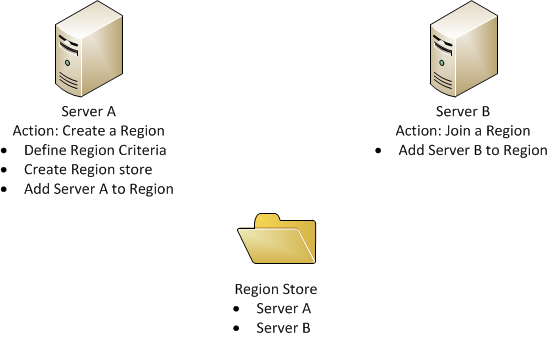 Server A
Action: Create a Region
• Define Region Criteria
• Create Region store
• Add Server A to Region
Server B
Action: Join a Region
• Add Server B to Region
Region Store
• Server A
• Server B